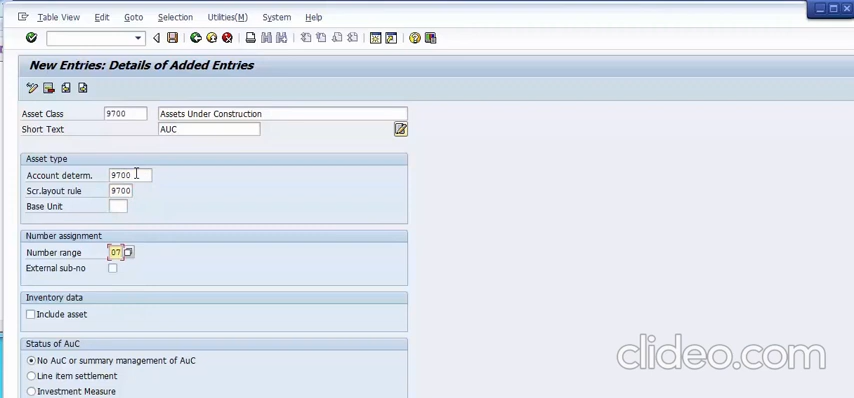 Table View Edit Goto Selection Utilities(M) System Help
New Entries: Details of Added Entries
Asset Class 9700 Assets Under Construction
Short Text AUC
Asset type
Account determ. 9700
Scr.layout rule 9700
Base Unit
Number assignment
Number range 07
External sub-no
Inventory data
Include asset
Status of AuC
No AuC or summary management of AuC
Line item settlement
Investment Measure
clideo.com